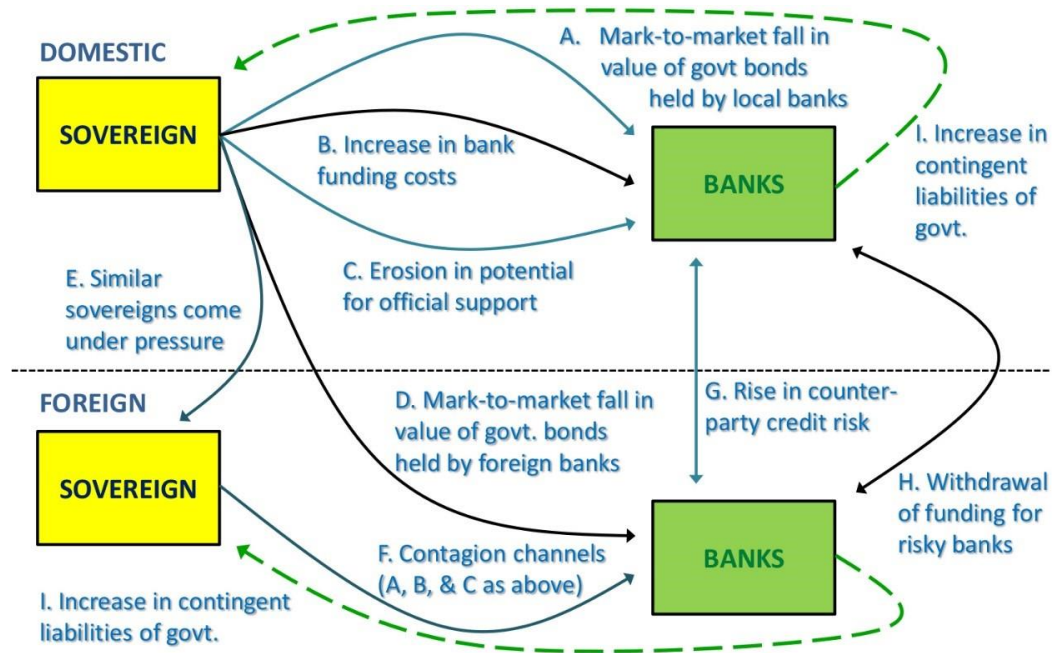 DOMESTIC
SOVEREIGN
A. Mark-to-market fall in
value of govt bonds
held by local banks
B. Increase in bank
funding costs
BANKS
I. Increase in
contingent
liabilities of
govt.
C. Erosion in potential
for official support
E. Similar
sovereigns come
under pressure
FOREIGN
SOVEREIGN
D. Mark-to-market fall in
value of govt. bonds
held by foreign banks
G. Rise in counter-
party credit risk
H. Withdrawal
of funding for
risky banks
BANKS
F. Contagion channels
(A, B, & C as above)
I. Increase in contingent
liabilities of govt.